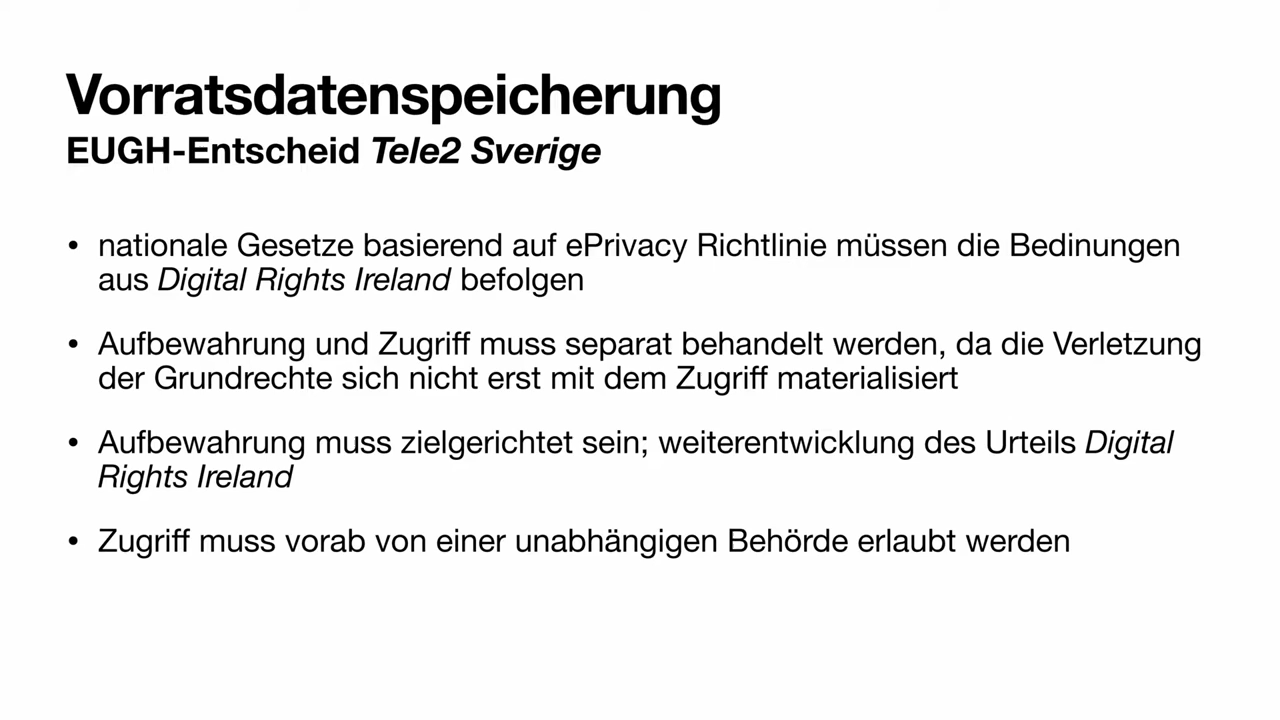 Vorratsdatenspeicherung
EUGH-Entscheid Tele2 Sverige
• nationale Gesetze basierend auf ePrivacy Richtlinie müssen die Bedinungen
aus Digital Rights Ireland befolgen
• Aufbewahrung und Zugriff muss separat behandelt werden, da die Verletzung
der Grundrechte sich nicht erst mit dem Zugriff materialisiert
• Aufbewahrung muss zielgerichtet sein; weiterentwicklung des Urteils Digital
Rights Ireland
• Zugriff muss vorab von einer unabhängigen Behörde erlaubt werden